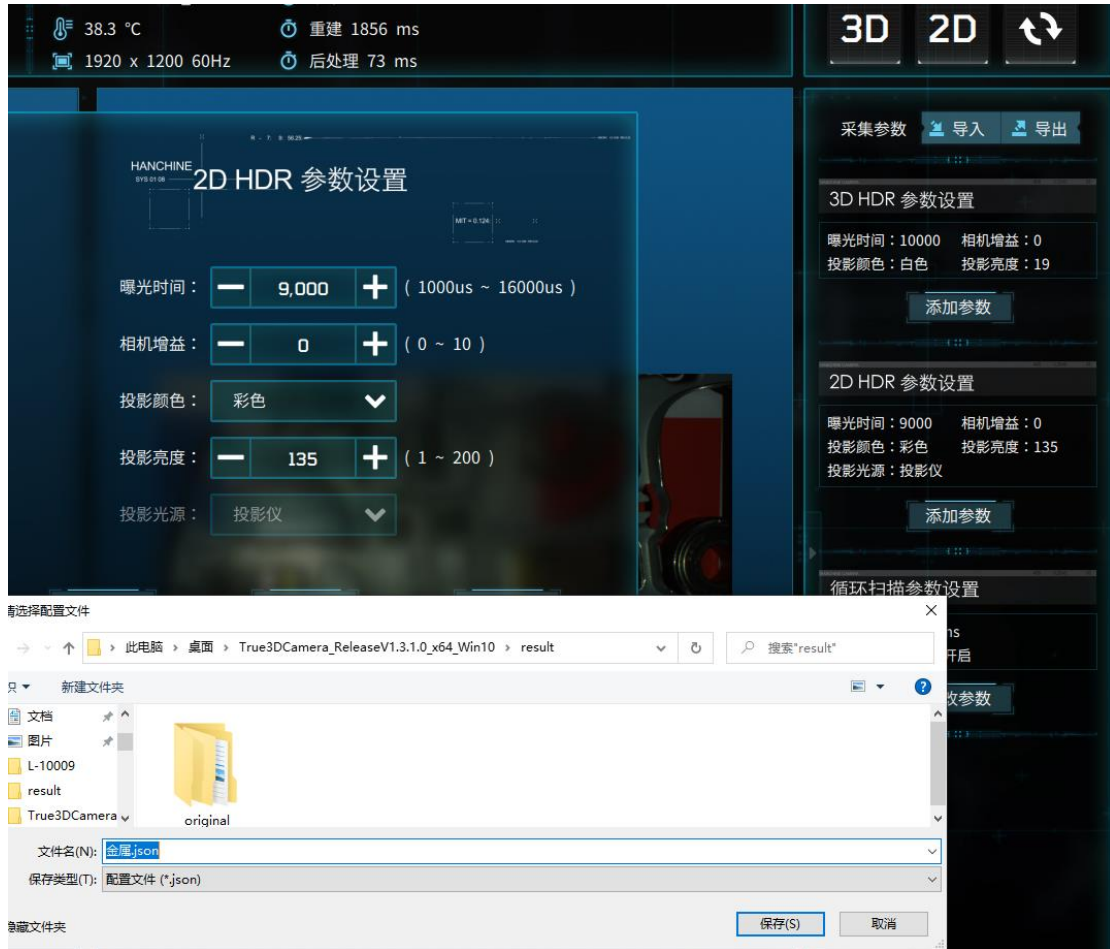 38.3 ℃
重建 1856 ms
1920 x 1200 60Hz
后处理 73 ms
3D
2D
采集参数
导入
导出
HANCHINE
2D HDR 参数设置
MIT = 0.124
曝光时间：
9,000
( 1000us ~ 16000us )
相机增益：
0
( 0 ~ 10 )
投影颜色：
彩色
投影亮度：
135
( 1 ~ 200 )
投影光源：
投影仪
3D HDR 参数设置
曝光时间：10000 相机增益：0
投影颜色：白色 投影亮度：19
添加参数
2D HDR 参数设置
曝光时间：9000 相机增益：0
投影颜色：彩色 投影亮度：135
投影光源：投影仪
添加参数
循环扫描参数设置
ms
开启
改参数
请选择配置文件
此电脑 › 桌面 › True3DCamera_ReleaseV1.3.1.0_x64_Win10 › result
搜索"result"
新建文件夹
文档
图片
L-10009
result
True3DCamera
original
文件名(N): 金属.json
保存类型(T): 配置文件 (*.json)
隐藏文件夹
保存(S)
取消